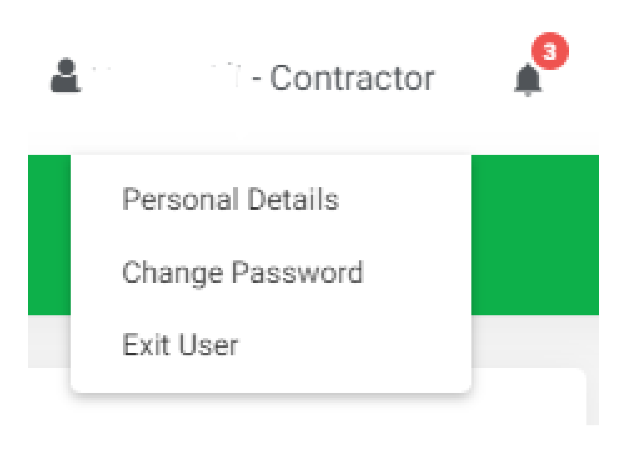 - Contractor
3
Personal Details
Change Password
Exit User